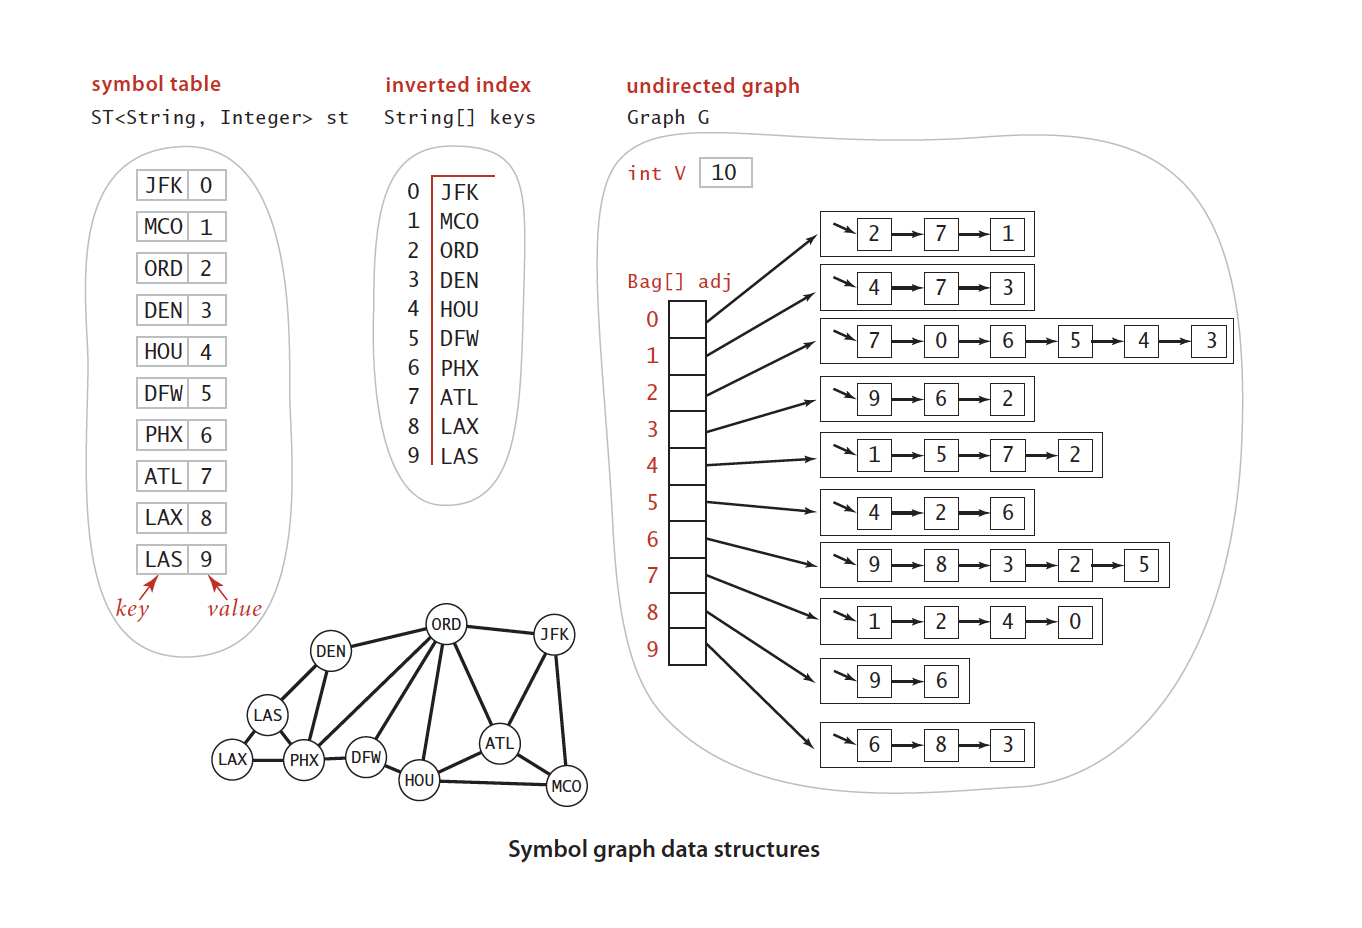 symbol table
ST<String, Integer> st
JFK 0
MCO 1
ORD 2
DEN 3
HOU 4
DFW 5
PHX 6
ATL 7
LAX 8
LAS 9
key value
inverted index
String[] keys
0 JFK
1 MCO
2 ORD
3 DEN
4 HOU
5 DFW
6 PHX
7 ATL
8 LAX
9 LAS
undirected graph
Graph G
int V 10
Bag[] adj
0
1
2
3
4
5
6
7
8
9
2 7 1
4 7 3
7 0 6 5 4 3
9 6 2
1 5 7 2
4 2 6
9 8 3 2 5
1 2 4 0
9 6
6 8 3
ORD
JFK
DEN
LAS
ATL
LAX
PHX
DFW
HOU
MCO
Symbol graph data structures